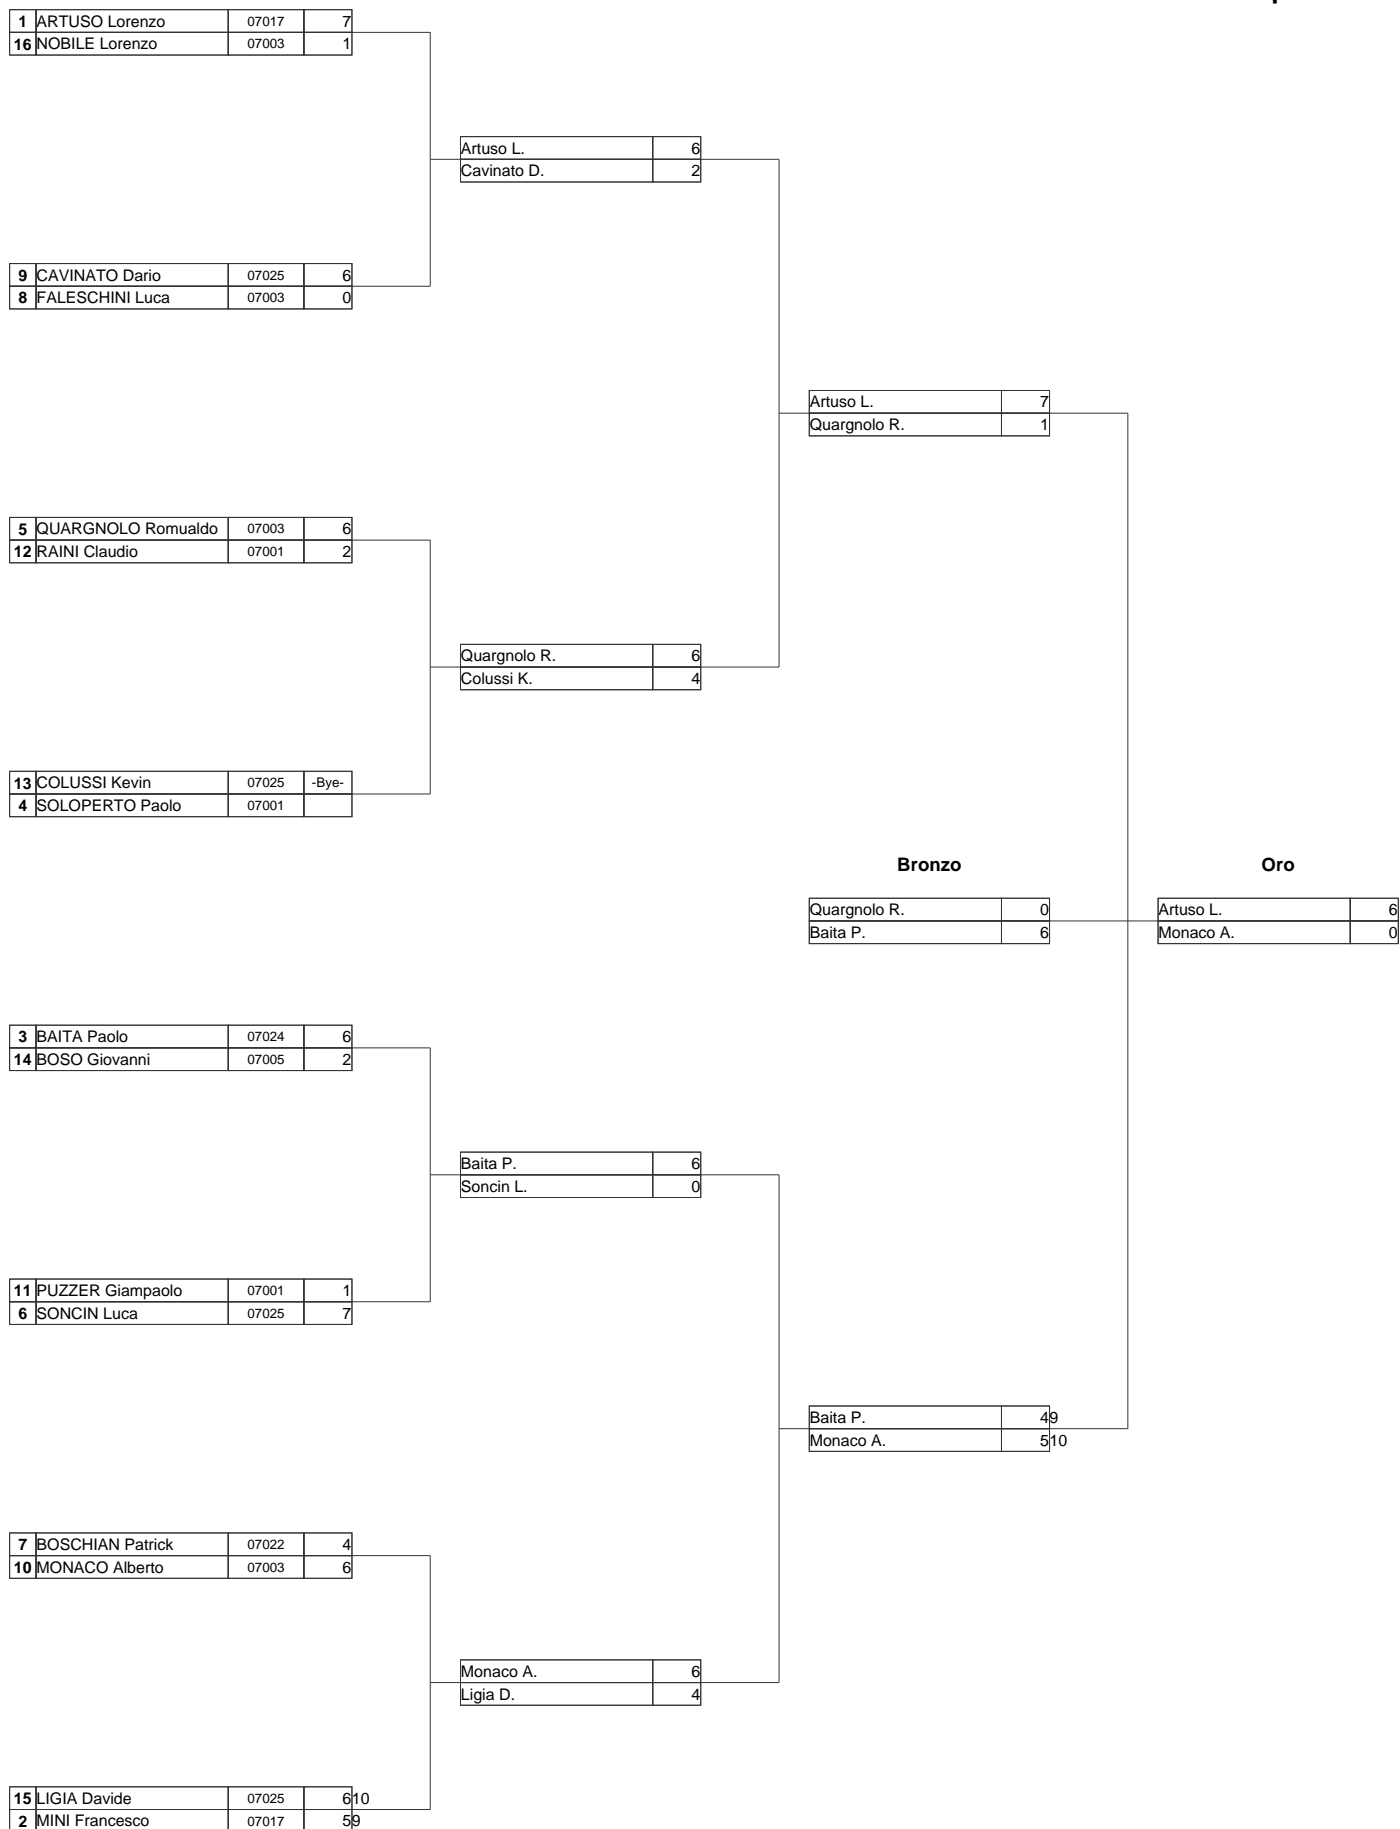 1 ARTUSO Lorenzo 07017 7
16 NOBILE Lorenzo 07003 1
Artuso L. 6
Cavinato D. 2
9 CAVINATO Dario 07025 6
8 FALESCHINI Luca 07003 0
Artuso L. 7
Quargnolo R. 1
5 QUARGNOLO Romualdo 07003 6
12 RAINI Claudio 07001 2
Quargnolo R. 6
Colussi K. 4
13 COLUSSI Kevin 07025 -Bye-
4 SOLOPERTO Paolo 07001
Bronzo Oro
Quargnolo R. 0 Artuso L. 6
Baita P. 6 Monaco A. 0
3 BAITA Paolo 07024 6
14 BOSO Giovanni 07005 2
Baita P. 6
Soncin L. 0
11 PUZZER Giampaolo 07001 1
6 SONCIN Luca 07025 7
Baita P. 4 9
Monaco A. 5 10
7 BOSCHIAN Patrick 07022 4
10 MONACO Alberto 07003 6
Monaco A. 6
Ligia D. 4
15 LIGIA Davide 07025 6 10
2 MINI Francesco 07017 5 9